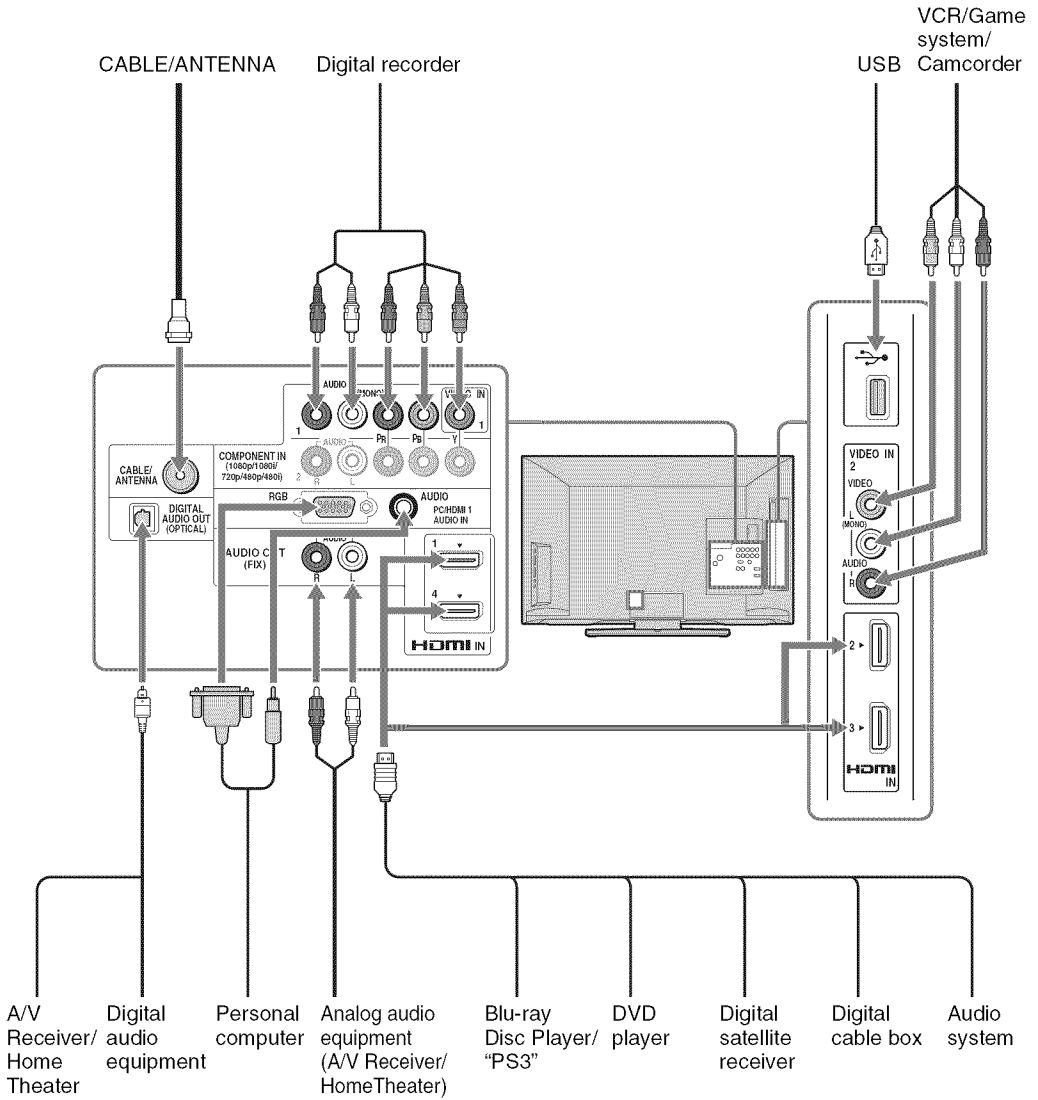 CABLE/ANTENNA
Digital recorder
USB
VCR/Game
system/
Camcorder
AUDIO
(MONO)
VIDEO IN
1
1
PR
PB
Y
AUDIO
COMPONENT IN
(1080p/1080i/
720p/480p/480i)
2
R
L
CABLE/
ANTENNA
DIGITAL
AUDIO OUT
(OPTICAL)
RGB
AUDIO
PC/HDMI 1
AUDIO IN
AUDIO OUT
(FIX)
AUDIO
R
L
1
4
HDMI IN
VIDEO IN
2
VIDEO
L
(MONO)
AUDIO
R
2
3
HDMI
IN
A/V
Receiver/
Home
Theater
Digital
audio
equipment
Personal
computer
Analog audio
equipment
(A/V Receiver/
HomeTheater)
Blu-ray
Disc Player/
“PS3”
DVD
player
Digital
satellite
receiver
Digital
cable box
Audio
system